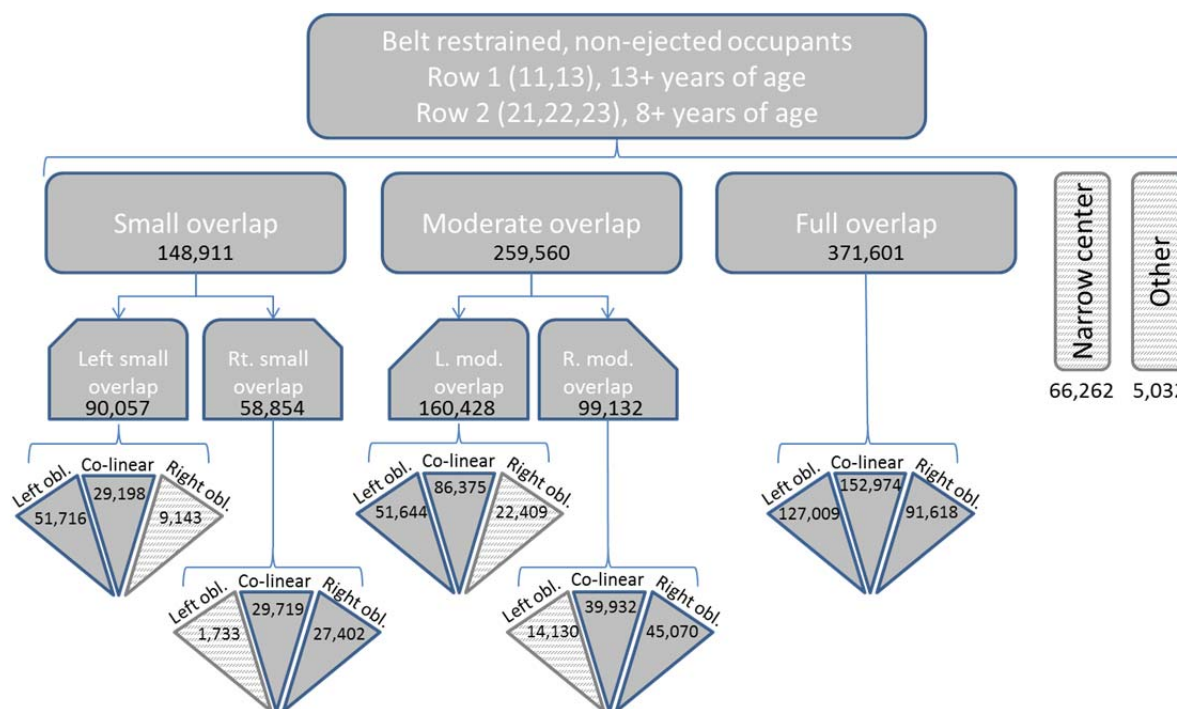 Belt restrained, non-ejected occupants
Row 1 (11,13), 13+ years of age
Row 2 (21,22,23), 8+ years of age
Small overlap
148,911
Moderate overlap
259,560
Full overlap
371,601
Narrow center
66,262
Other
5,032
Left small
overlap
90,057
Rt. small
overlap
58,854
L. mod.
overlap
160,428
R. mod.
overlap
99,132
Left obl.
Co-linear
Right obl.
51,716
29,198
9,143
Left obl.
Co-linear
Right obl.
1,733
29,719
27,402
Left obl.
Co-linear
Right obl.
51,644
86,375
22,409
Left obl.
Co-linear
Right obl.
14,130
39,932
45,070
Left obl.
Co-linear
Right obl.
127,009
152,974
91,618